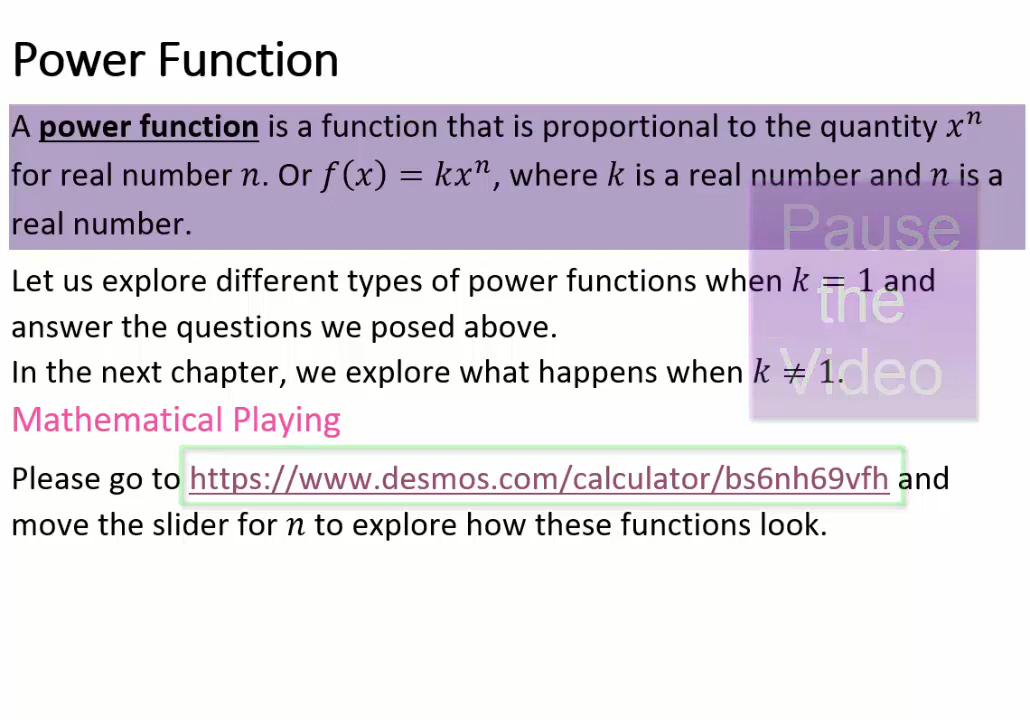 Power Function
A power function is a function that is proportional to the quantity xⁿ
for real number n. Or f(x) = kxⁿ, where k is a real number and n is a
real number.
Pause
the
Video
Let us explore different types of power functions when k = 1 and
answer the questions we posed above.
In the next chapter, we explore what happens when k ≠ 1.
Mathematical Playing
Please go to https://www.desmos.com/calculator/bs6nh69vfh and
move the slider for n to explore how these functions look.